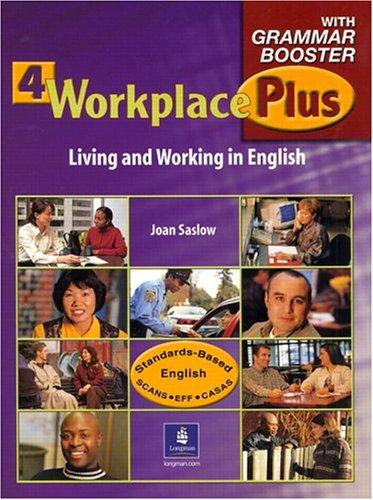 WITH
GRAMMAR
BOOSTER
4 Workplace Plus
Living and Working in English
Joan Saslow
Standards-Based
English
SCANS • EFF • CASAS
Longman
longman.com